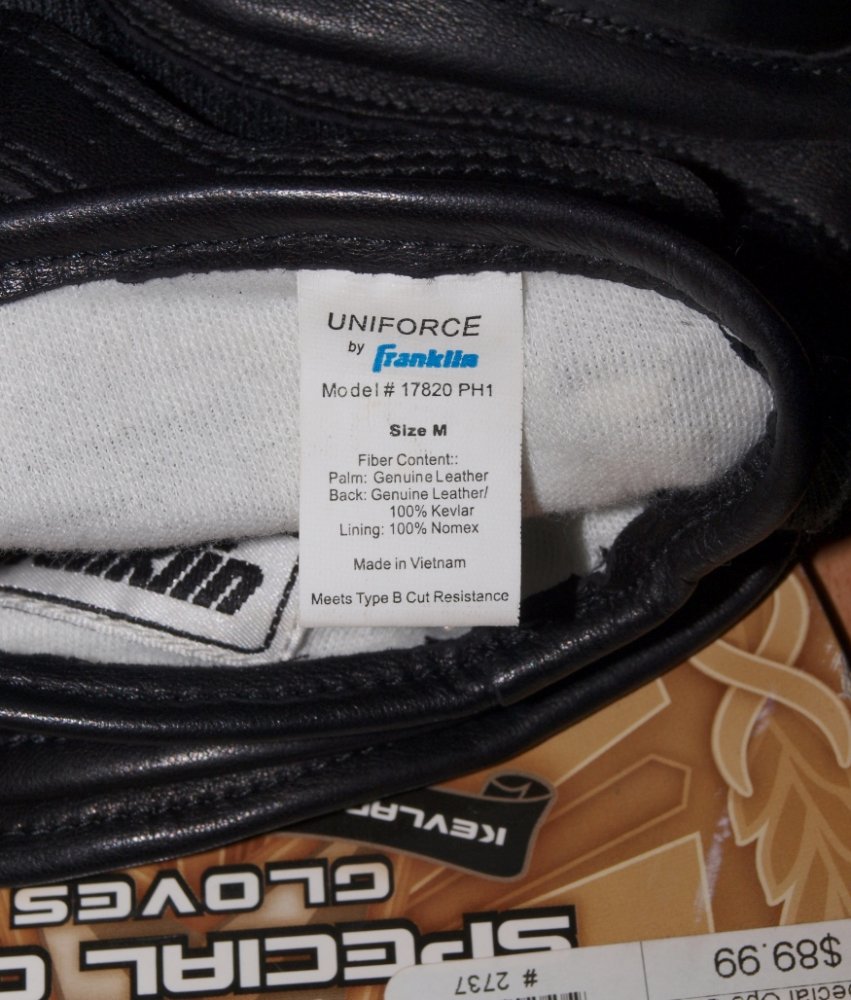 UNIFORCE
by Franklin
Model # 17820 PH1
Size M
Fiber Content::
Palm: Genuine Leather
Back: Genuine Leather/
100% Kevlar
Lining: 100% Nomex
Made in Vietnam
Meets Type B Cut Resistance
KEVLAR
GLOVES
SPECIAL
# 2737
$89.99